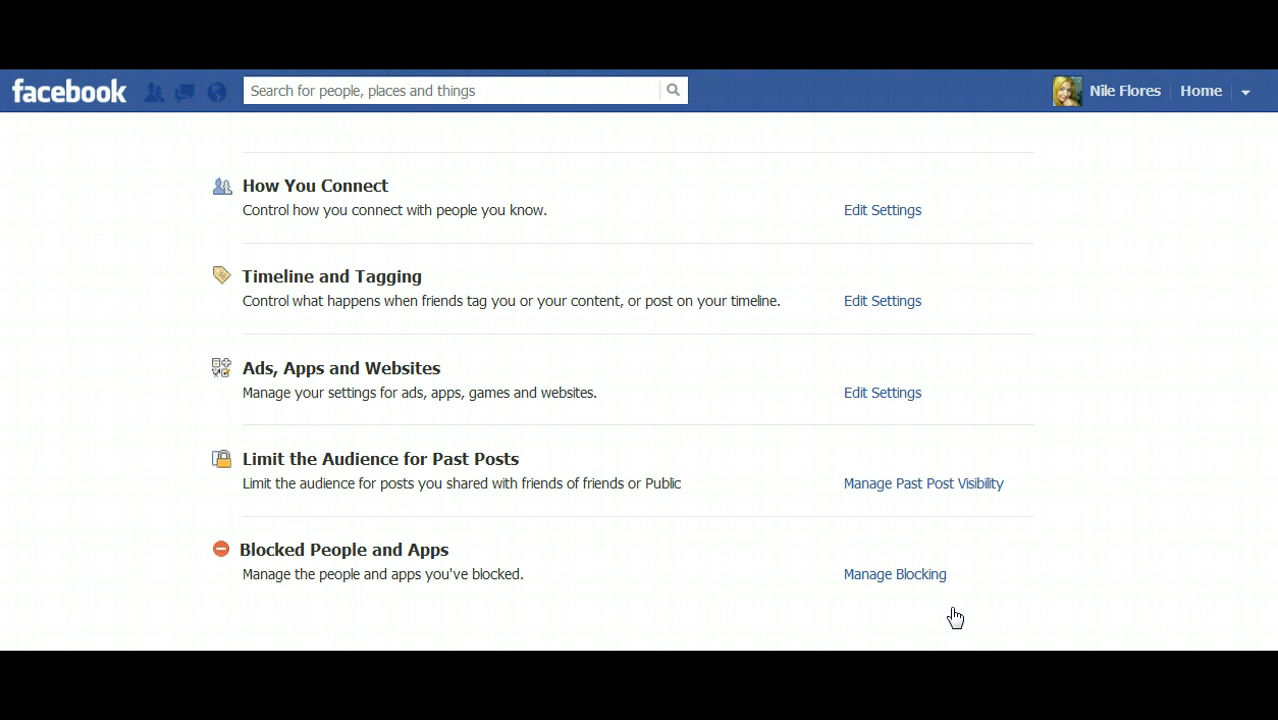 facebook
Search for people, places and things
Nile Flores
Home
How You Connect
Control how you connect with people you know.
Edit Settings
Timeline and Tagging
Control what happens when friends tag you or your content, or post on your timeline.
Edit Settings
Ads, Apps and Websites
Manage your settings for ads, apps, games and websites.
Edit Settings
Limit the Audience for Past Posts
Limit the audience for posts you shared with friends of friends or Public
Manage Past Post Visibility
Blocked People and Apps
Manage the people and apps you've blocked.
Manage Blocking